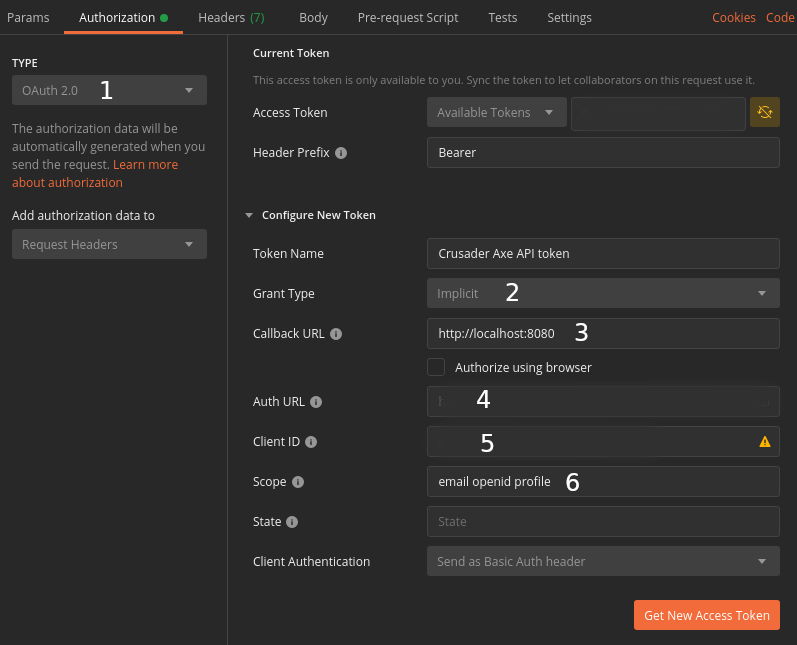 Params Authorization Headers (7) Body Pre-request Script Tests Settings Cookies Code
TYPE
OAuth 2.0 1
The authorization data will be
automatically generated when you
send the request. Learn more
about authorization
Add authorization data to
Request Headers
Current Token
This access token is only available to you. Sync the token to let collaborators on this request use it.
Access Token Available Tokens
Header Prefix Bearer
Configure New Token
Token Name Crusader Axe API token
Grant Type Implicit 2
Callback URL http://localhost:8080 3
Authorize using browser
Auth URL 4
Client ID 5
Scope email openid profile 6
State State
Client Authentication Send as Basic Auth header
Get New Access Token